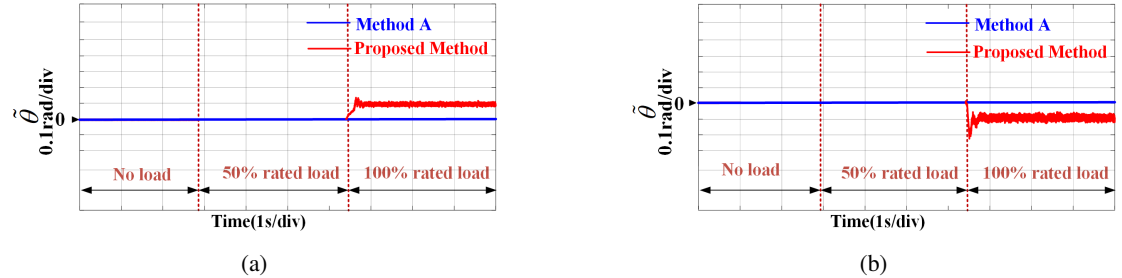 Method A
Proposed Method
θ̃
0.1rad/div
0
No load
50% rated load
100% rated load
Time(1s/div)
(a)
Method A
Proposed Method
θ̃
0.1rad/div
0
No load
50% rated load
100% rated load
Time(1s/div)
(b)